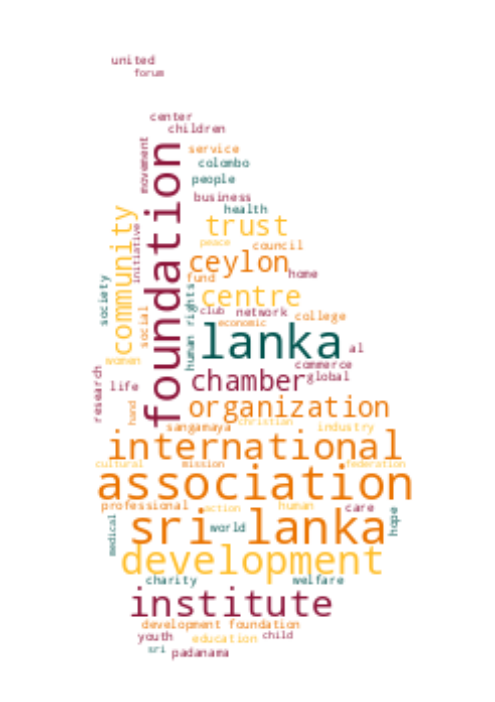 united
forum
center
children
movement
foundation
service
colombo
people
business
health
community
initiative
trust
peace
council
ceylon
home
fund
society
social
human rights
centre
club
network
college
economic
lanka
al
women
commerce
research
life
chamber
global
hand
organization
sangamaya
christian
industry
international
cultural
mission
federation
association
professional
action
human
care
medical
sri lanka
world
hope
development
charity
welfare
institute
development foundation
youth
education
child
sri
padanama